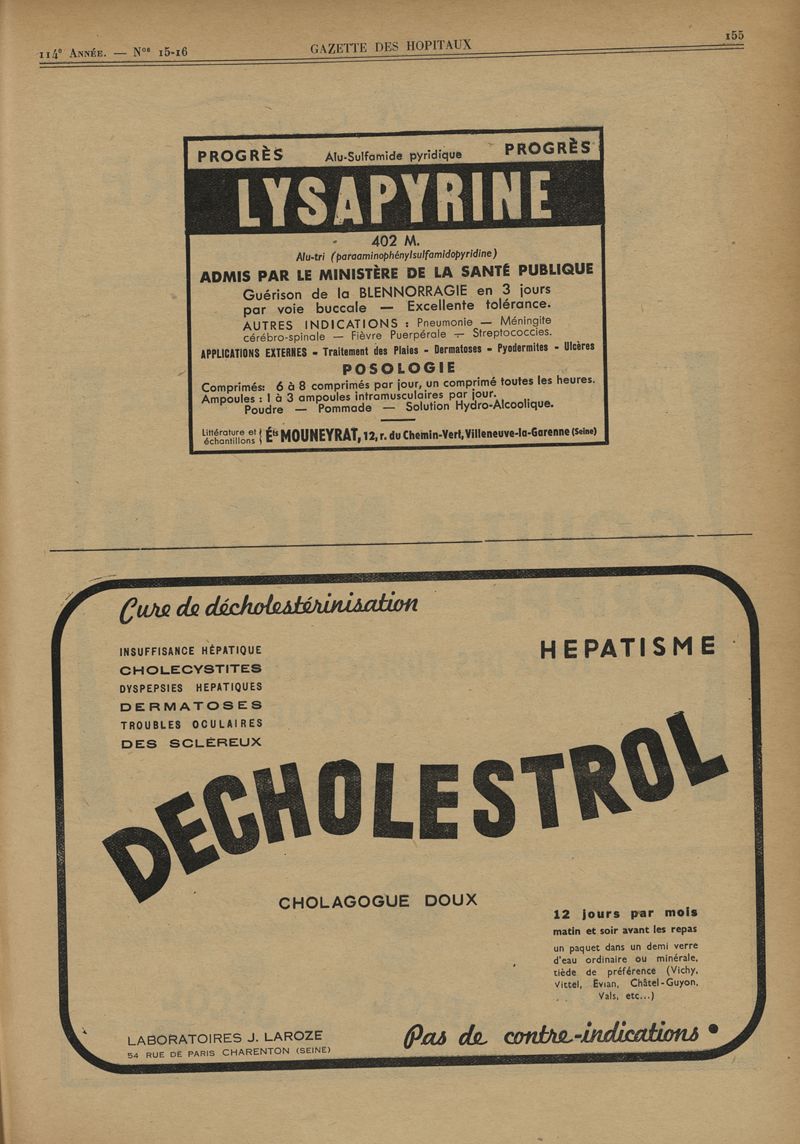 114e Année. — Nos 15-16
GAZETTE DES HOPITAUX
155
PROGRÈS
Alu-Sulfamide pyridique
PROGRÈS
LYSAPYRINE
402 M.
Alu-tri (paraaminophénylsulfamidopyridine)
ADMIS PAR LE MINISTÈRE DE LA SANTÉ PUBLIQUE
Guérison de la BLENNORRAGIE en 3 jours
par voie buccale — Excellente tolérance.
AUTRES INDICATIONS : Pneumonie — Méningite
cérébro-spinale — Fièvre Puerpérale — Streptococcies.
APPLICATIONS EXTERNES - Traitement des Plaies - Dermatoses - Pyodermites - Ulcères
POSOLOGIE
Comprimés: 6 à 8 comprimés par jour, un comprimé toutes les heures.
Ampoules : 1 à 3 ampoules intramusculaires par jour.
Poudre — Pommade — Solution Hydro-Alcoolique.
Littérature et
échantillons
Éts MOUNEYRAT, 12, r. du Chemin-Vert, Villeneuve-la-Garenne (Seine)
Cure de décholestérinisation
INSUFFISANCE HÉPATIQUE
CHOLECYSTITES
DYSPEPSIES HEPATIQUES
DERMATOSES
TROUBLES OCULAIRES
DES SCLÉREUX
HEPATISME
DECHOLESTROL
CHOLAGOGUE DOUX
12 jours par mois
matin et soir avant les repas
un paquet dans un demi verre
d'eau ordinaire ou minérale,
tiède de préférence (Vichy,
Vittel, Evian, Châtel-Guyon,
Vals, etc...)
LABORATOIRES J. LAROZE
54 RUE DE PARIS CHARENTON (SEINE)
Pas de contre-indications